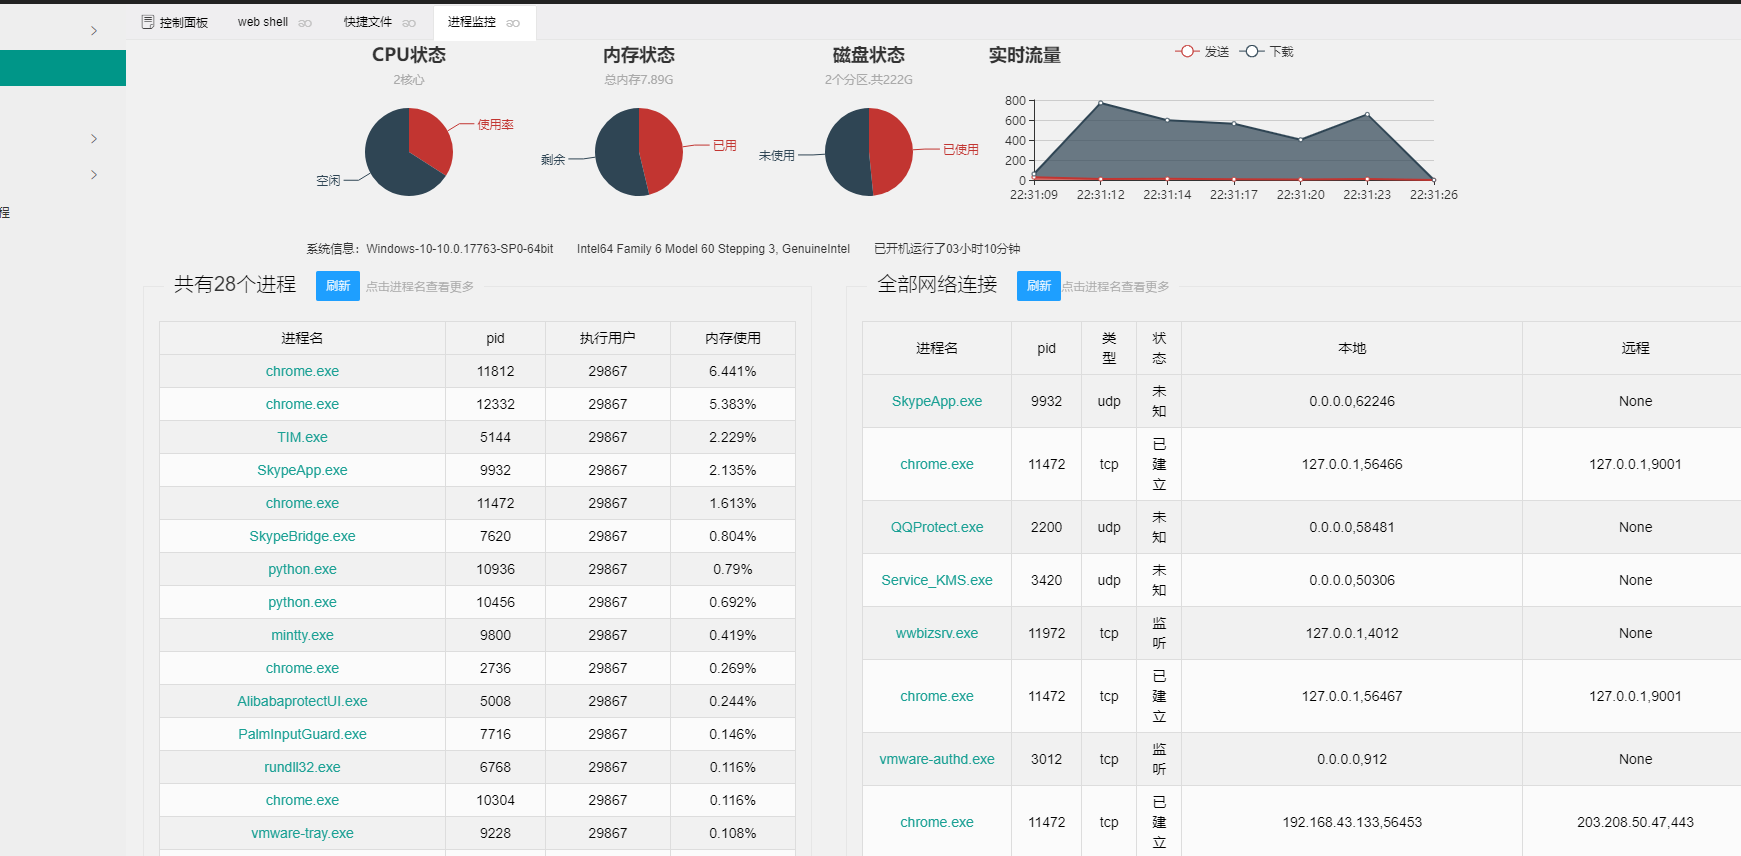 控制面板 web shell 快捷文件 进程监控
程
CPU状态
2核心
使用率
空闲
内存状态
总内存7.89G
已用
剩余
磁盘状态
2个分区,共222G
已使用
未使用
实时流量
发送 下载
800
600
400
200
0
22:31:09 22:31:12 22:31:14 22:31:17 22:31:20 22:31:23 22:31:26
系统信息：Windows-10-10.0.17763-SP0-64bit Intel64 Family 6 Model 60 Stepping 3, GenuineIntel 已开机运行了03小时10分钟
共有28个进程 刷新 点击进程名查看更多
进程名 pid 执行用户 内存使用
chrome.exe 11812 29867 6.441%
chrome.exe 12332 29867 5.383%
TIM.exe 5144 29867 2.229%
SkypeApp.exe 9932 29867 2.135%
chrome.exe 11472 29867 1.613%
SkypeBridge.exe 7620 29867 0.804%
python.exe 10936 29867 0.79%
python.exe 10456 29867 0.692%
mintty.exe 9800 29867 0.419%
chrome.exe 2736 29867 0.269%
AlibabaprotectUI.exe 5008 29867 0.244%
PalmInputGuard.exe 7716 29867 0.146%
rundll32.exe 6768 29867 0.116%
chrome.exe 10304 29867 0.116%
vmware-tray.exe 9228 29867 0.108%
全部网络连接 刷新 点击进程名查看更多
进程名 pid 类型 状态 本地 远程
SkypeApp.exe 9932 udp 未知 0.0.0.0,62246 None
chrome.exe 11472 tcp 已建立 127.0.0.1,56466 127.0.0.1,9001
QQProtect.exe 2200 udp 未知 0.0.0.0,58481 None
Service_KMS.exe 3420 udp 未知 0.0.0.0,50306 None
wwbizsrv.exe 11972 tcp 监听 127.0.0.1,4012 None
chrome.exe 11472 tcp 已建立 127.0.0.1,56467 127.0.0.1,9001
vmware-authd.exe 3012 tcp 监听 0.0.0.0,912 None
chrome.exe 11472 tcp 已建立 192.168.43.133,56453 203.208.50.47,443